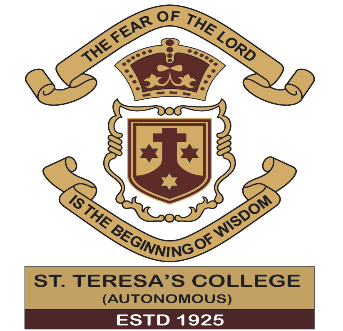 THE FEAR OF THE LORD
IS THE BEGINNING OF WISDOM
ST. TERESA'S COLLEGE
(AUTONOMOUS)
ESTD 1925